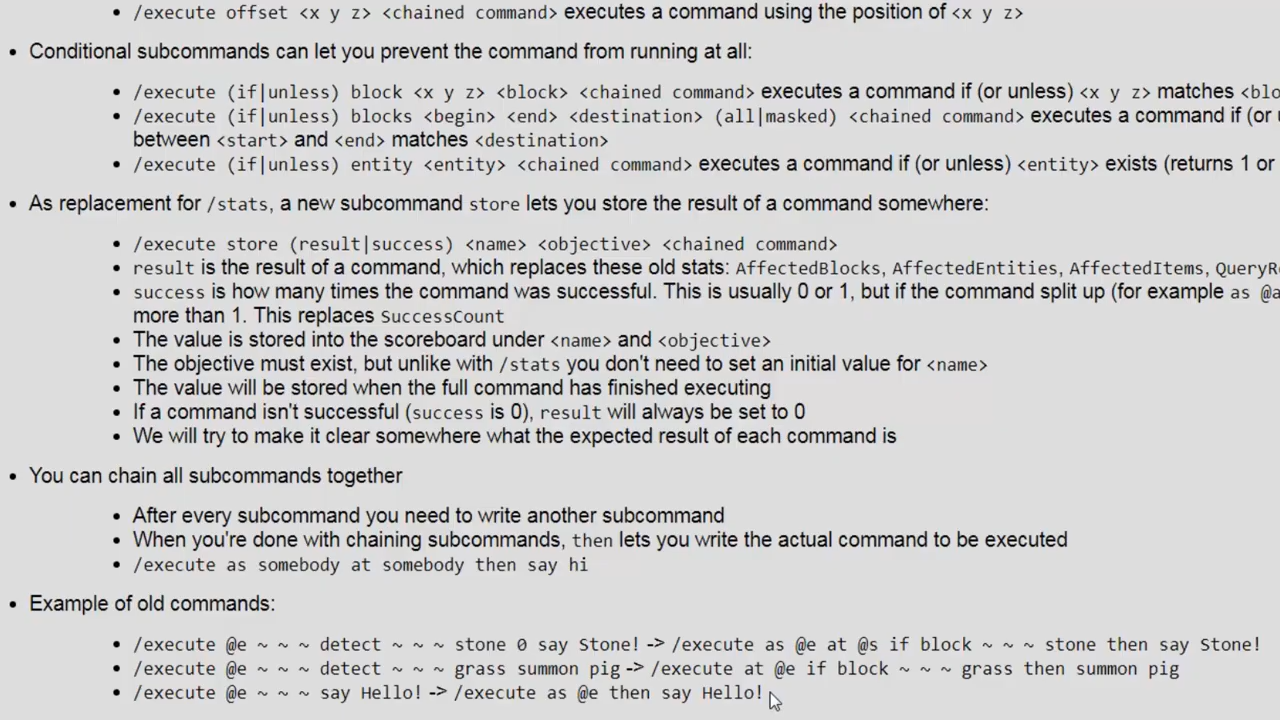 • /execute offset <x y z> <chained command> executes a command using the position of <x y z>
• Conditional subcommands can let you prevent the command from running at all:
• /execute (if|unless) block <x y z> <block> <chained command> executes a command if (or unless) <x y z> matches
• /execute (if|unless) blocks <begin> <end> <destination> (all|masked) <chained command> executes a command if (or
between <start> and <end> matches <destination>
• /execute (if|unless) entity <entity> <chained command> executes a command if (or unless) <entity> exists (returns 1 or
• As replacement for /stats, a new subcommand store lets you store the result of a command somewhere:
• /execute store (result|success) <name> <objective> <chained command>
• result is the result of a command, which replaces these old stats: AffectedBlocks, AffectedEntities, AffectedItems,
• success is how many times the command was successful. This is usually 0 or 1, but if the command split up (for example as
more than 1. This replaces SuccessCount
• The value is stored into the scoreboard under <name> and <objective>
• The objective must exist, but unlike with /stats you don't need to set an initial value for <name>
• The value will be stored when the full command has finished executing
• If a command isn't successful (success is 0), result will always be set to 0
• We will try to make it clear somewhere what the expected result of each command is
• You can chain all subcommands together
• After every subcommand you need to write another subcommand
• When you're done with chaining subcommands, then lets you write the actual command to be executed
• /execute as somebody at somebody then say hi
• Example of old commands:
• /execute @e ~ ~ ~ detect ~ ~ ~ stone 0 say Stone! -> /execute as @e at @s if block ~ ~ ~ stone then say Stone!
• /execute @e ~ ~ ~ detect ~ ~ ~ grass summon pig -> /execute at @e if block ~ ~ ~ grass then summon pig
• /execute @e ~ ~ ~ say Hello! -> /execute as @e then say Hello!